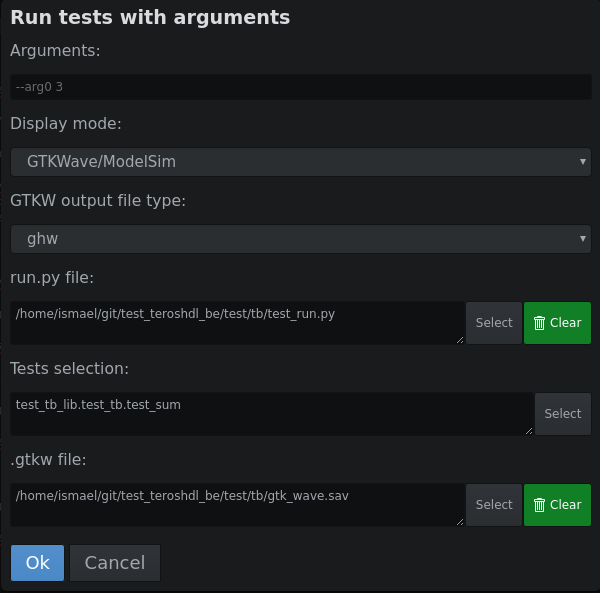 Run tests with arguments
Arguments:
--arg0 3
Display mode:
GTKWave/ModelSim
GTKW output file type:
ghw
run.py file:
/home/ismael/git/test_teroshdl_be/test/tb/test_run.py
Select
Clear
Tests selection:
test_tb_lib.test_tb.test_sum
Select
.gtkw file:
/home/ismael/git/test_teroshdl_be/test/tb/gtk_wave.sav
Select
Clear
Ok
Cancel